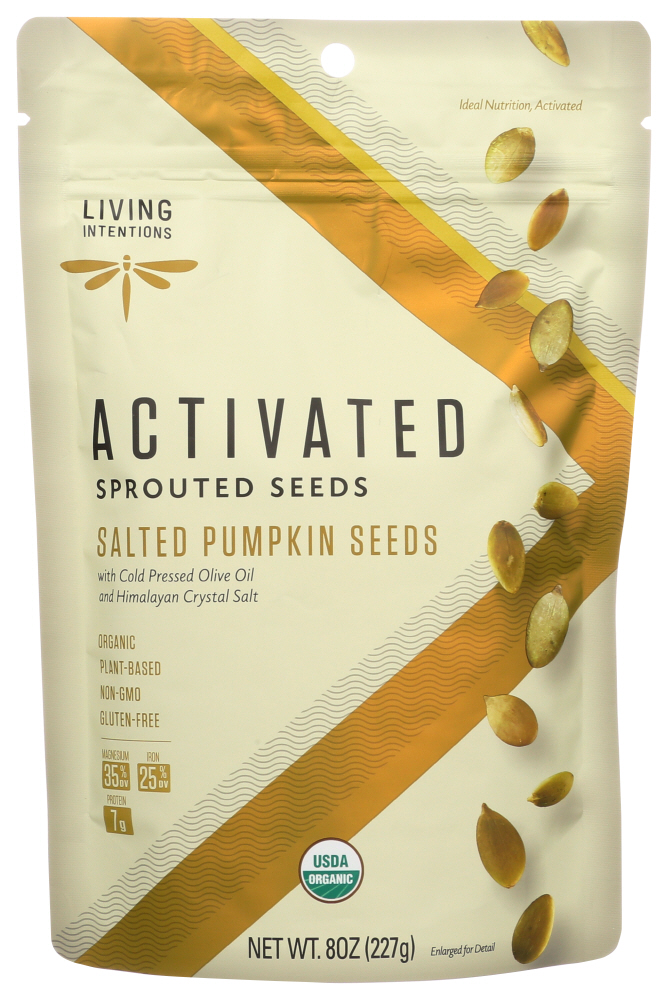 Ideal Nutrition, Activated
LIVING
INTENTIONS
ACTIVATED
SPROUTED SEEDS
SALTED PUMPKIN SEEDS
with Cold Pressed Olive Oil
and Himalayan Crystal Salt
ORGANIC
PLANT-BASED
NON-GMO
GLUTEN-FREE
MAGNESIUM
35% DV
IRON
25% DV
PROTEIN
7g
USDA
ORGANIC
NET WT. 8OZ (227g)
Enlarged for Detail